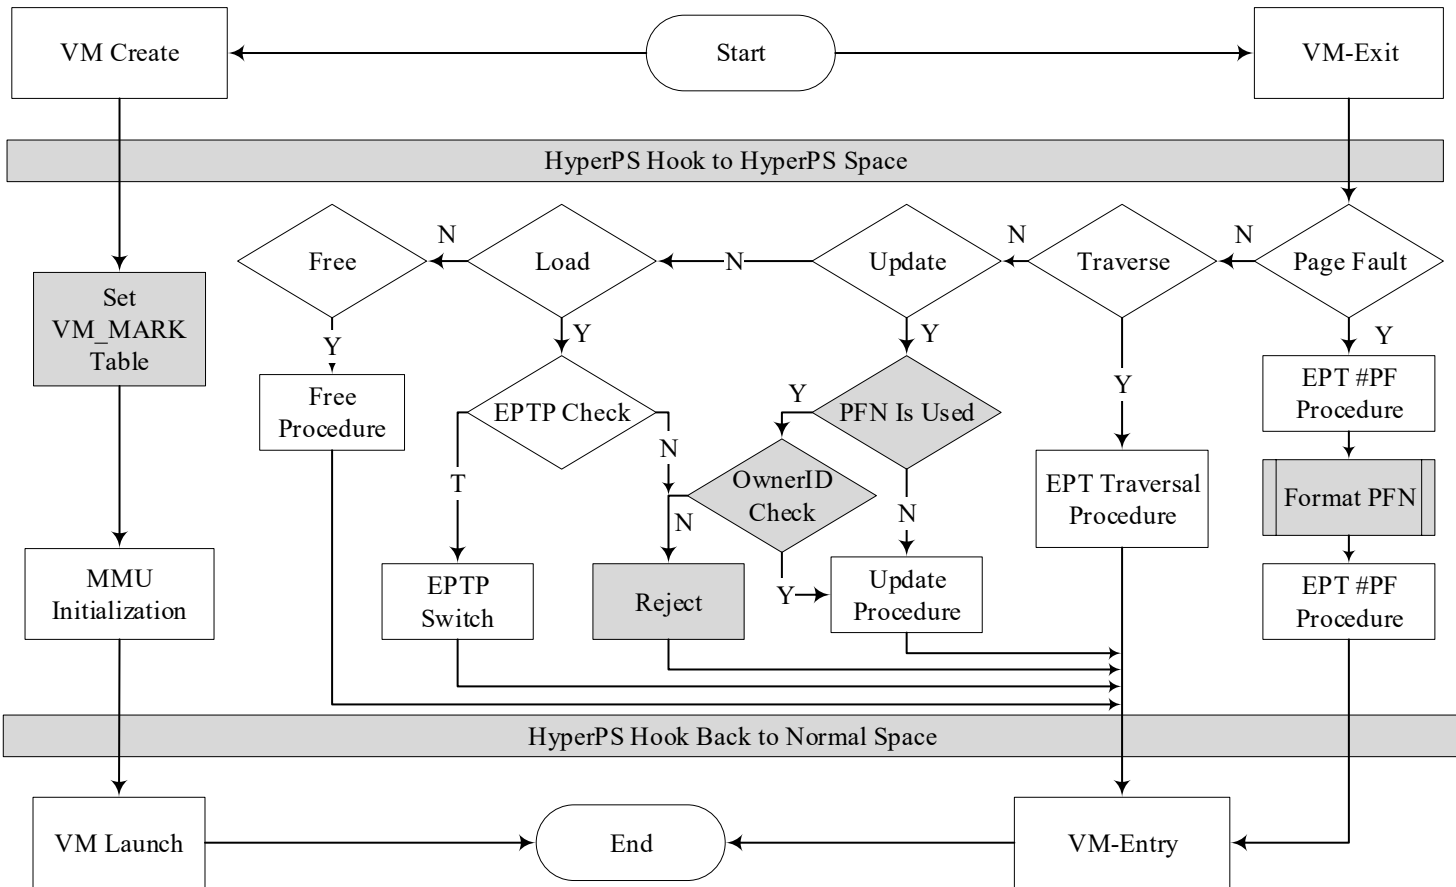 VM Create
Start
VM-Exit
HyperPS Hook to HyperPS Space
N
N
N
N
Free
Load
Update
Traverse
Page Fault
Set
VM_MARK
Table
Y
Y
Y
Y
Y
Free
Procedure
EPTP Check
Y
PFN Is Used
EPT #PF
Procedure
T
N
OwnerID
Check
N
N
EPT Traversal
Procedure
Format PFN
MMU
Initialization
EPTP
Switch
Reject
Y
Update
Procedure
EPT #PF
Procedure
HyperPS Hook Back to Normal Space
VM Launch
End
VM-Entry